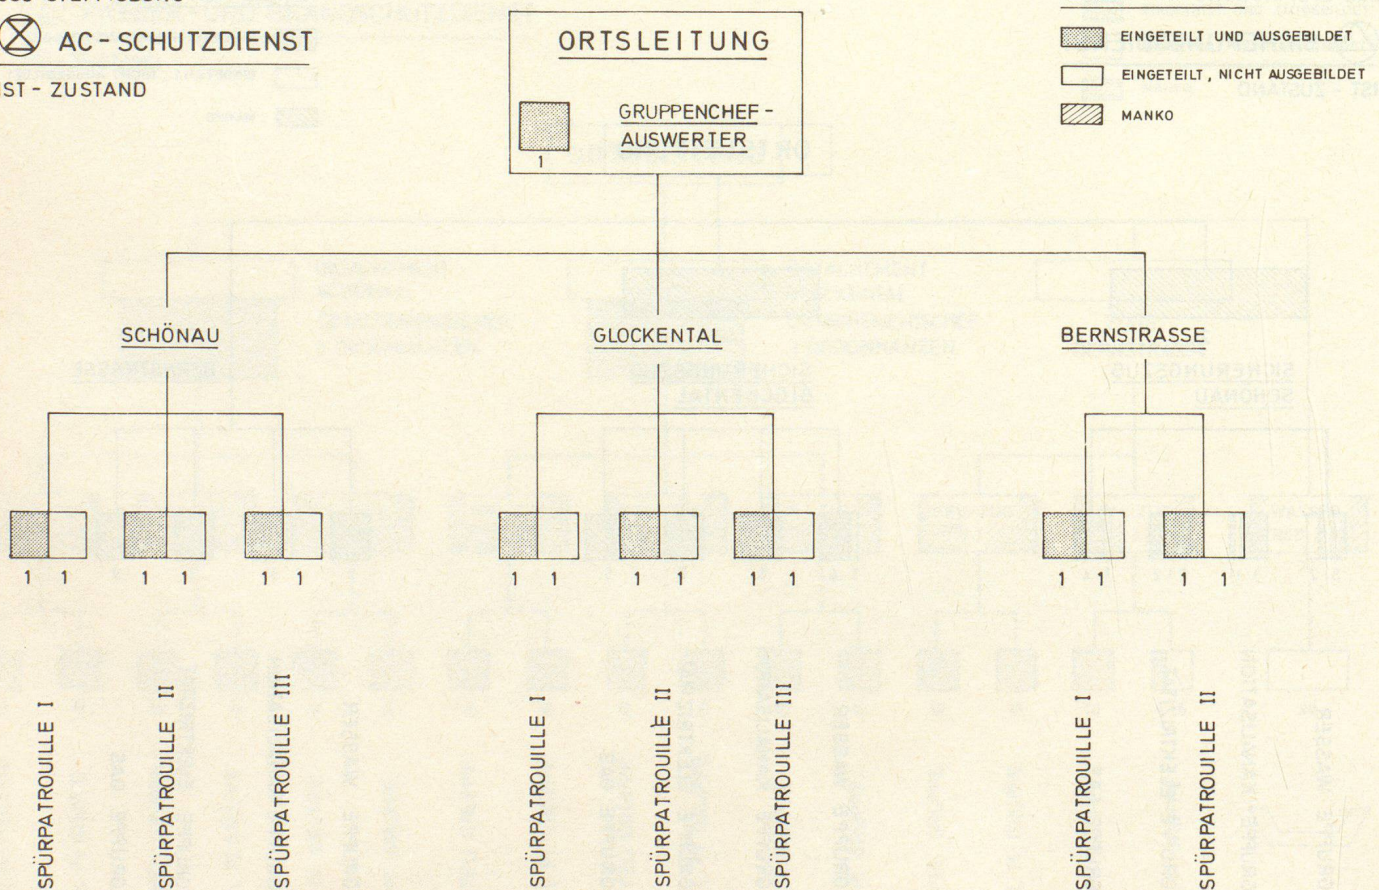 AC-SCHUTZDIENST
IST - ZUSTAND
ORTSLEITUNG
GRUPPENCHEF -
AUSWERTER
1
EINGETEILT UND AUSGEBILDET
EINGETEILT, NICHT AUSGEBILDET
MANKO
SCHÖNAU
GLOCKENTAL
BERNSTRASSE
1 1 1 1 1 1 1 1 1 1 1 1 1 1 1 1
SPÜRPATROUILLE I
SPÜRPATROUILLE II
SPÜRPATROUILLE III
SPÜRPATROUILLE I
SPÜRPATROUILLE II
SPÜRPATROUILLE III
SPÜRPATROUILLE I
SPÜRPATROUILLE II